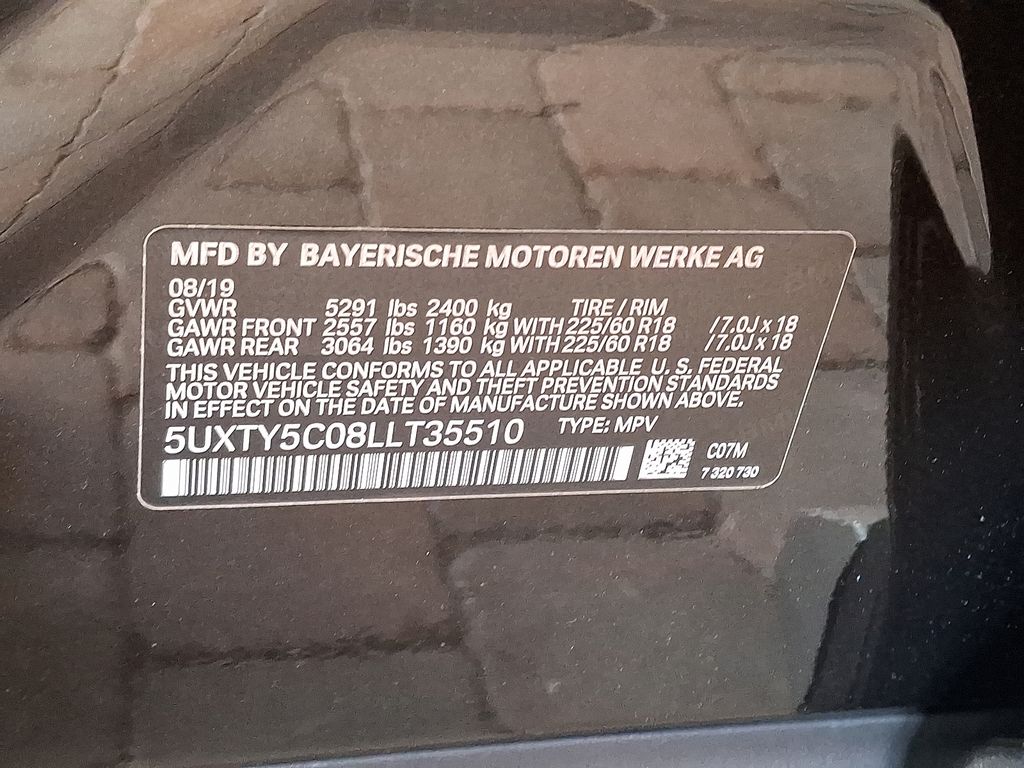 MFD BY BAYERISCHE MOTOREN WERKE AG
08/19
GVWR 5291 lbs 2400 kg TIRE / RIM
GAWR FRONT 2557 lbs 1160 kg WITH 225/60 R18 /7.0J x 18
GAWR REAR 3064 lbs 1390 kg WITH 225/60 R18 /7.0J x 18
THIS VEHICLE CONFORMS TO ALL APPLICABLE U. S. FEDERAL
MOTOR VEHICLE SAFETY AND THEFT PREVENTION STANDARDS
IN EFFECT ON THE DATE OF MANUFACTURE SHOWN ABOVE.
5UXTY5C08LLT35510 TYPE: MPV
C07M
7 320 730